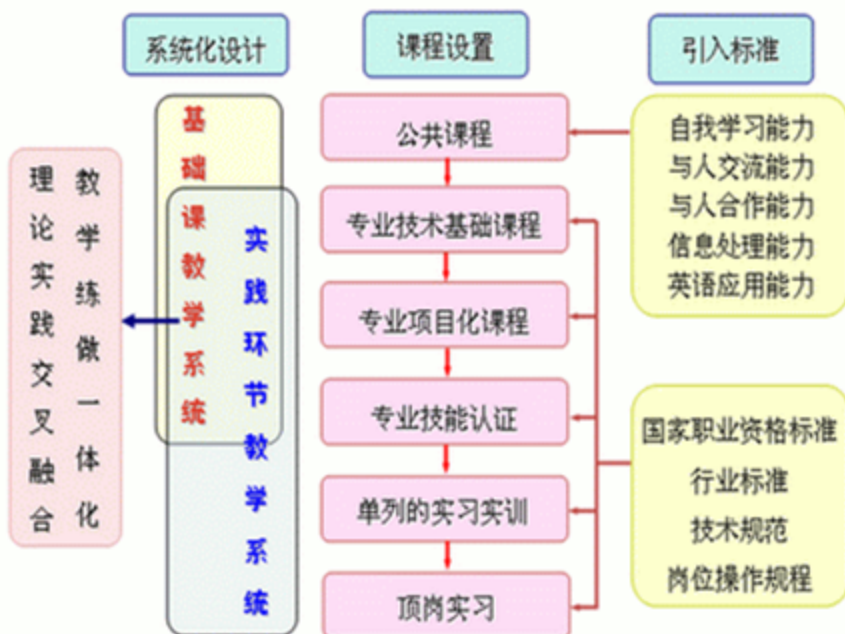 系统化设计
课程设置
引入标准
理论实践交叉融合
教学练做一体化
基础课教学系统
实践环节教学系统
公共课程
专业技术基础课程
专业项目化课程
专业技能认证
单列的实习实训
顶岗实习
自我学习能力
与人交流能力
与人合作能力
信息处理能力
英语应用能力
国家职业资格标准
行业标准
技术规范
岗位操作规程